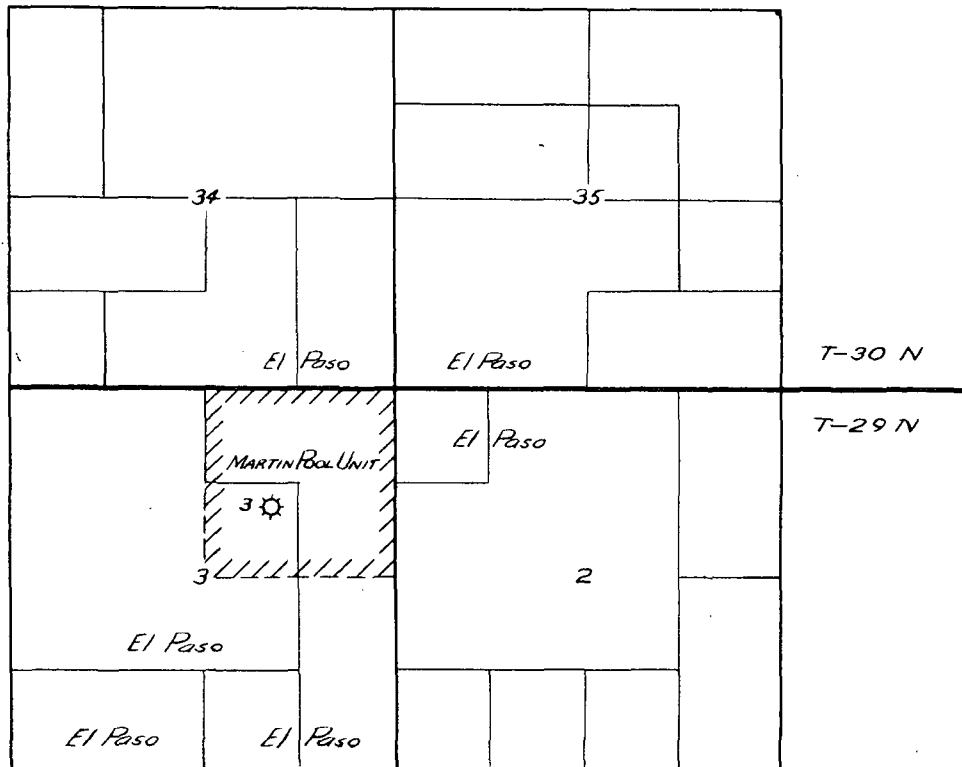 34
35
El Paso
El Paso
T-30 N
T-29 N
El Paso
MARTIN POOL UNIT
3
3
2
El Paso
El Paso
El Paso